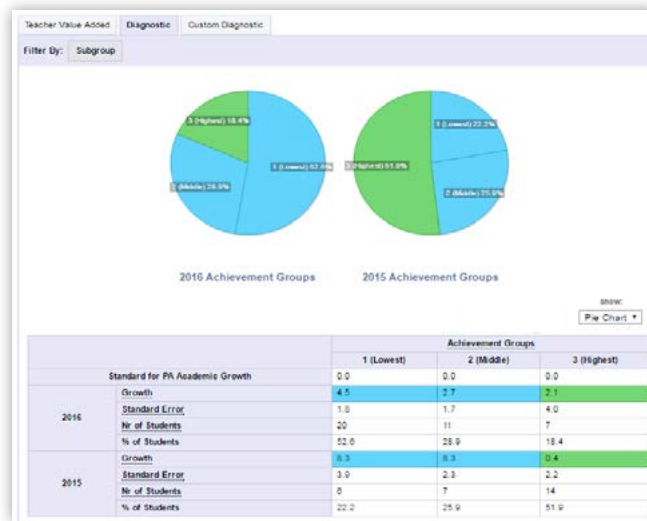 Teacher Value Added Diagnostic Custom Diagnostic
Filter By: Subgroup
3 (Highest) 18.4%
1 (Lowest) 52.6%
2 (Middle) 28.9%
1 (Lowest) 22.2%
3 (Highest) 51.9%
2 (Middle) 25.9%
2016 Achievement Groups 2015 Achievement Groups
Show:
Pie Chart
Achievement Groups
1 (Lowest) 2 (Middle) 3 (Highest)
Standard for PA Academic Growth 0.0 0.0 0.0
2016
Growth 4.5 2.7 2.1
Standard Error 1.8 1.7 4.0
Nr of Students 20 11 7
% of Students 52.6 28.9 18.4
2015
Growth 8.3 8.3 0.4
Standard Error 3.9 2.3 2.2
Nr of Students 6 7 14
% of Students 22.2 25.9 51.9